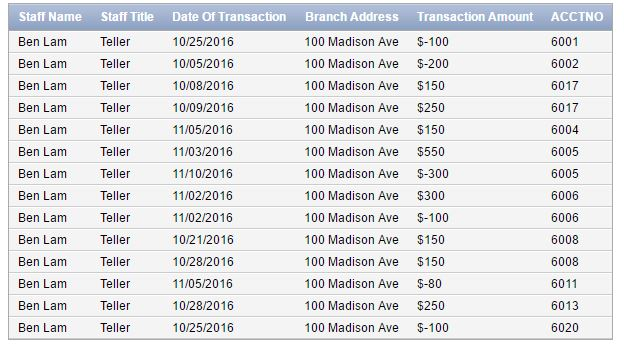 Staff Name Staff Title Date Of Transaction Branch Address Transaction Amount ACCTNO
Ben Lam Teller 10/25/2016 100 Madison Ave $-100 6001
Ben Lam Teller 10/05/2016 100 Madison Ave $-200 6002
Ben Lam Teller 10/08/2016 100 Madison Ave $150 6017
Ben Lam Teller 10/09/2016 100 Madison Ave $250 6017
Ben Lam Teller 11/05/2016 100 Madison Ave $150 6004
Ben Lam Teller 11/03/2016 100 Madison Ave $550 6005
Ben Lam Teller 11/10/2016 100 Madison Ave $-300 6005
Ben Lam Teller 11/02/2016 100 Madison Ave $300 6006
Ben Lam Teller 11/02/2016 100 Madison Ave $-100 6006
Ben Lam Teller 10/21/2016 100 Madison Ave $150 6008
Ben Lam Teller 10/28/2016 100 Madison Ave $150 6008
Ben Lam Teller 11/05/2016 100 Madison Ave $-80 6011
Ben Lam Teller 10/28/2016 100 Madison Ave $250 6013
Ben Lam Teller 10/25/2016 100 Madison Ave $-100 6020